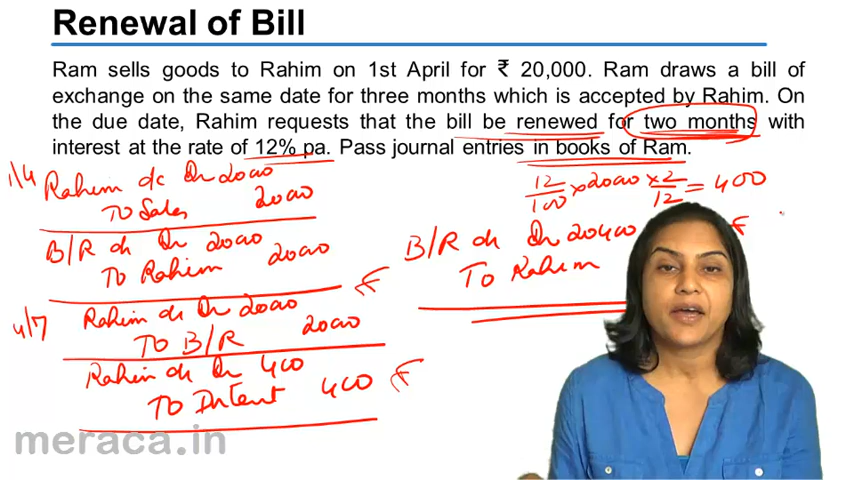 Renewal of Bill
Ram sells goods to Rahim on 1st April for ₹ 20,000. Ram draws a bill of
exchange on the same date for three months which is accepted by Rahim. On
the due date, Rahim requests that the bill be renewed for two months with
interest at the rate of 12% pa. Pass journal entries in books of Ram.
1/4 Rahim a/c Dr 20000
To Sales 20000
B/R a/c Dr 20000
To Rahim 20000
4/7 Rahim a/c Dr 20000
To B/R 20000
Rahim a/c Dr 400
To Interest 400
12/100 × 20000 × 2/12 = 400
B/R a/c Dr 20400
To Rahim
meraca.in